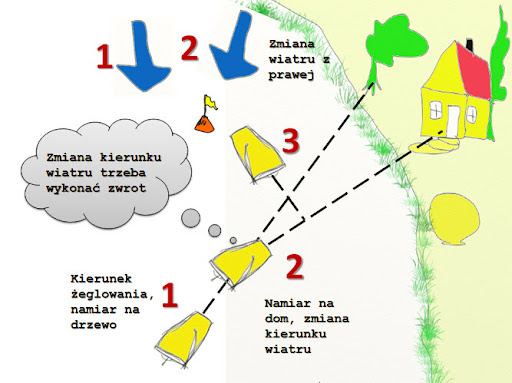 1
2
Zmiana
wiatru z
prawej
3
Zmiana kierunku
wiatru trzeba
wykonać zwrot
Kierunek
żeglowania,
namiar na
drzewo
1
2
Namiar na
dom, zmiana
kierunku
wiatru